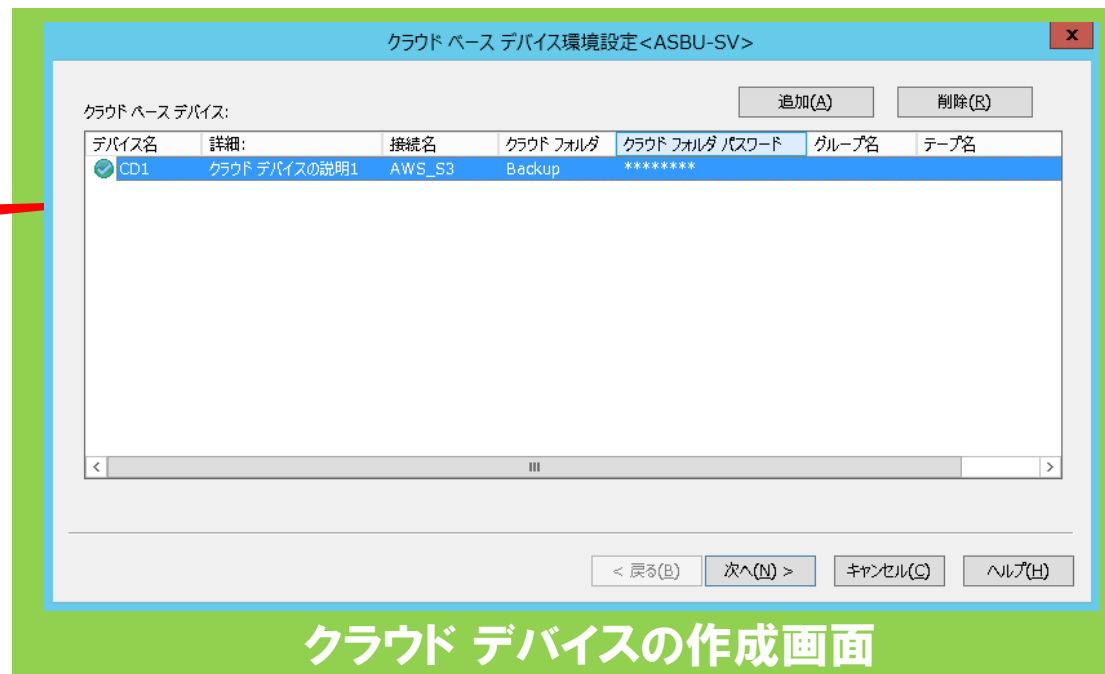 クラウド ベース デバイス環境設定<ASBU-SV>
x
追加(A)
削除(R)
クラウド ベース デバイス:
デバイス名 詳細: 接続名 クラウド フォルダ クラウド フォルダ パスワード グループ名 テープ名
CD1 クラウド デバイスの説明1 AWS_S3 Backup ********
< 戻る(B) 次へ(N) > キャンセル(C) ヘルプ(H)
クラウド デバイスの作成画面